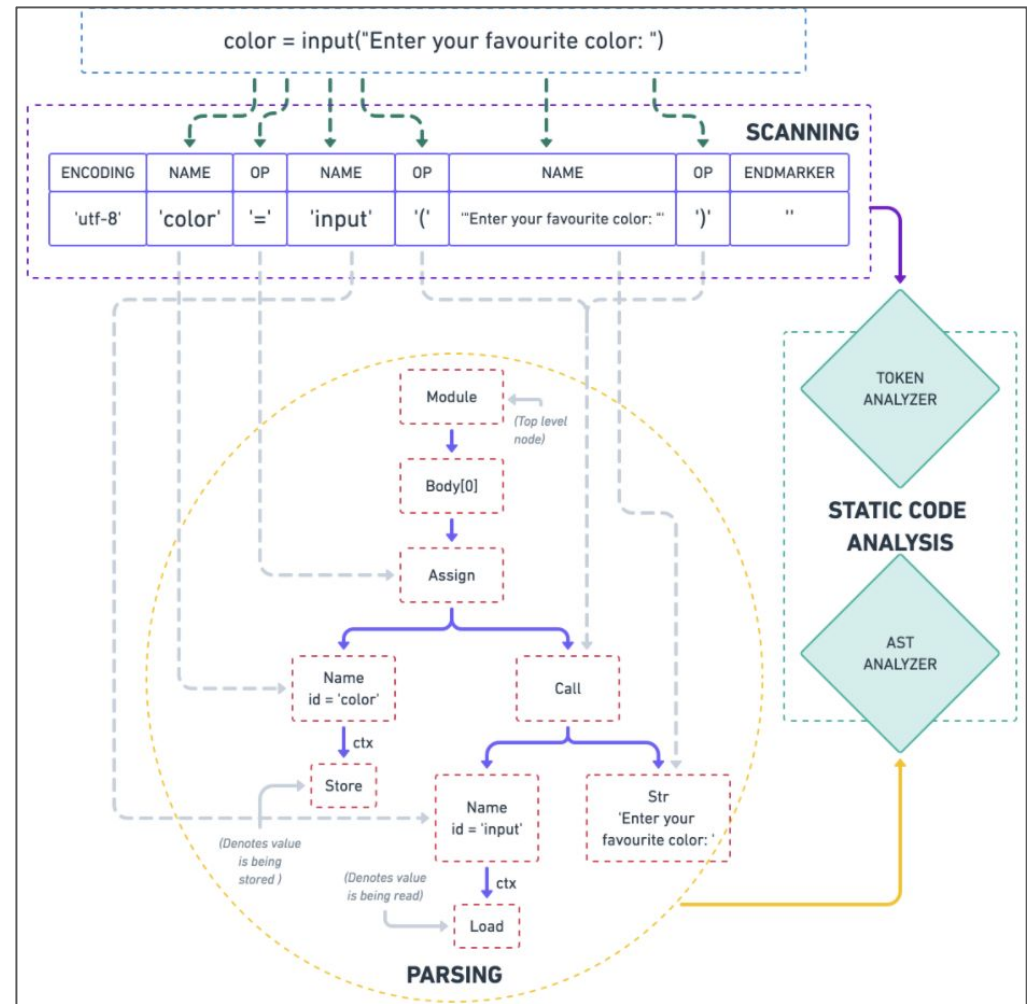 color = input("Enter your favourite color: ")
SCANNING
ENCODING NAME OP NAME OP NAME OP ENDMARKER
'utf-8' 'color' '=' 'input' '(' '"Enter your favourite color: "' ')' ''
TOKEN
ANALYZER
STATIC CODE
ANALYSIS
AST
ANALYZER
Module
(Top level
node)
Body[0]
Assign
Name
id = 'color'
Call
ctx
Store
(Denotes value
is being
stored )
Name
id = 'input'
Str
'Enter your
favourite color: '
ctx
(Denotes value
is being read)
Load
PARSING